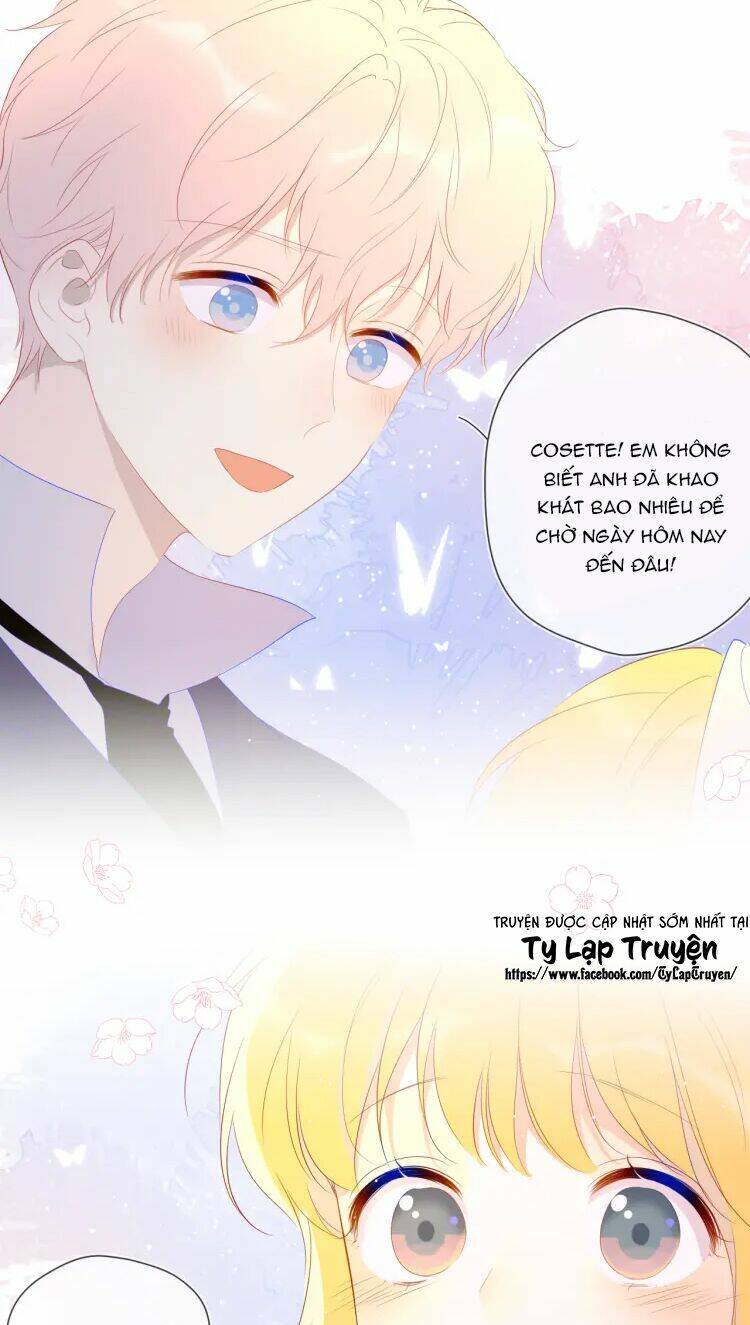 COSETTE! EM KHÔNG
BIẾT ANH ĐÃ KHAO
KHÁT BAO NHIÊU ĐỂ
CHỜ NGÀY HÔM NAY
ĐẾN ĐÂU!
TRUYỆN ĐƯỢC CẬP NHẬT SỚM NHẤT TẠI
Ty Lạp Truyện
https://www.facebook.com/TyLapTruyen/